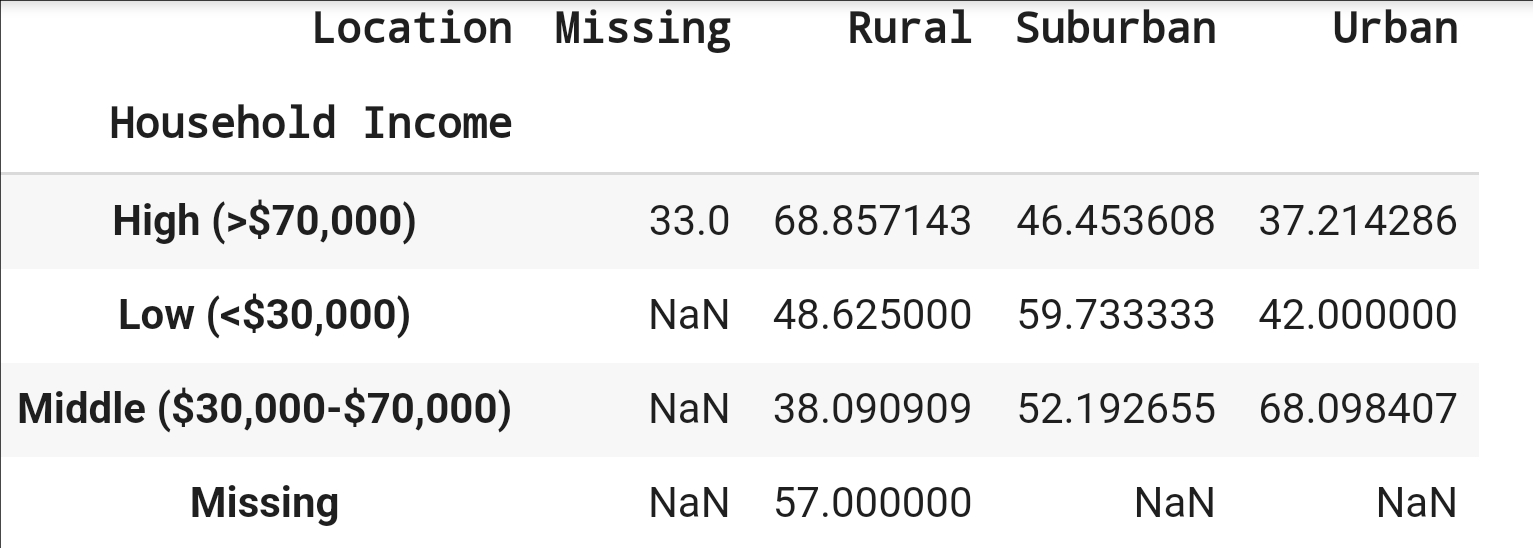 Location Missing Rural Suburban Urban
Household Income
High (>$70,000) 33.0 68.857143 46.453608 37.214286
Low (<$30,000) NaN 48.625000 59.733333 42.000000
Middle ($30,000-$70,000) NaN 38.090909 52.192655 68.098407
Missing NaN 57.000000 NaN NaN